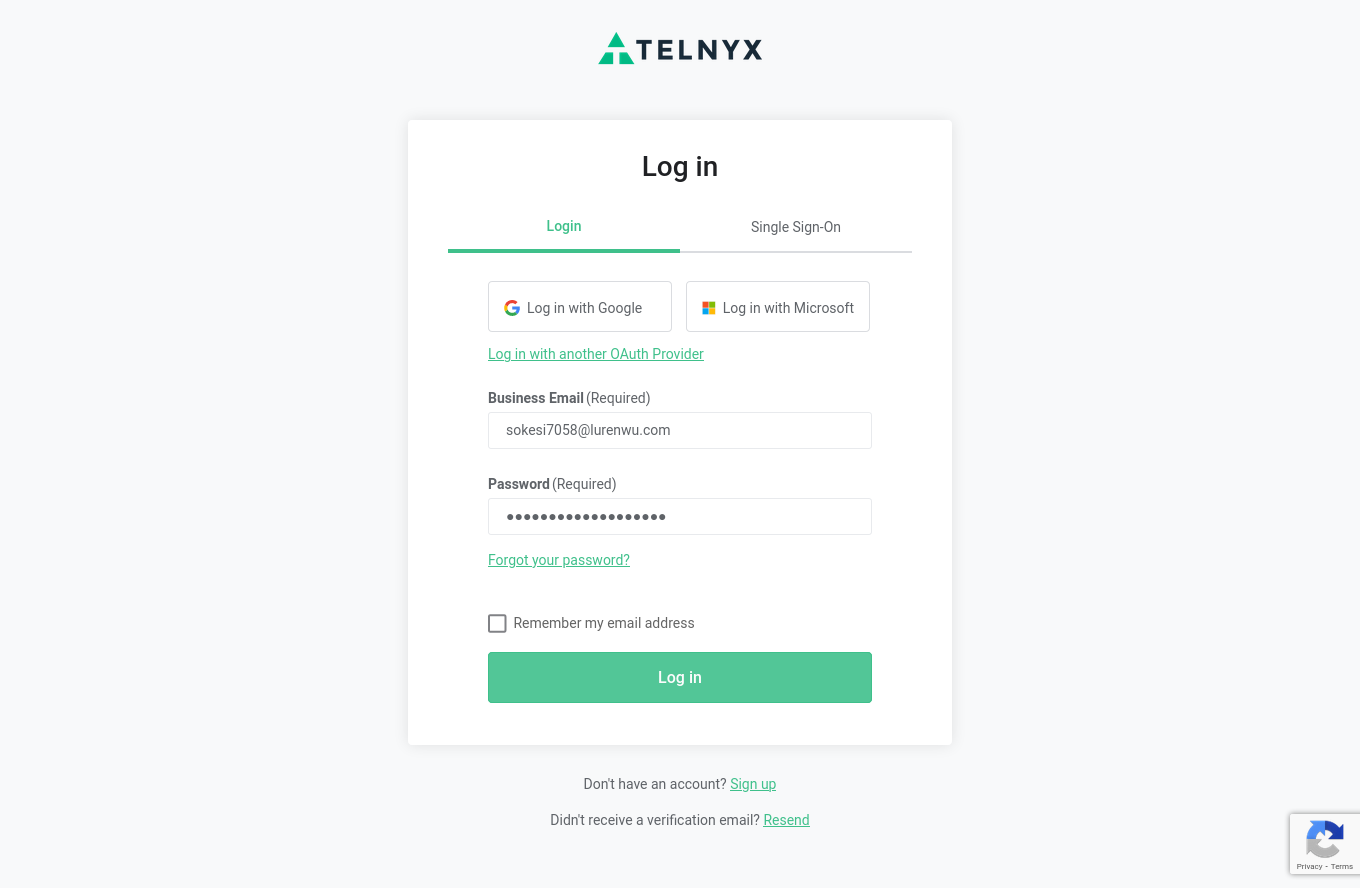 TELNYX
Log in
Login
Single Sign-On
Log in with Google
Log in with Microsoft
Log in with another OAuth Provider
Business Email (Required)
sokesi7058@lurenwu.com
Password (Required)
●●●●●●●●●●●●●●●●●●●
Forgot your password?
Remember my email address
Log in
Don't have an account? Sign up
Didn't receive a verification email? Resend
Privacy - Terms